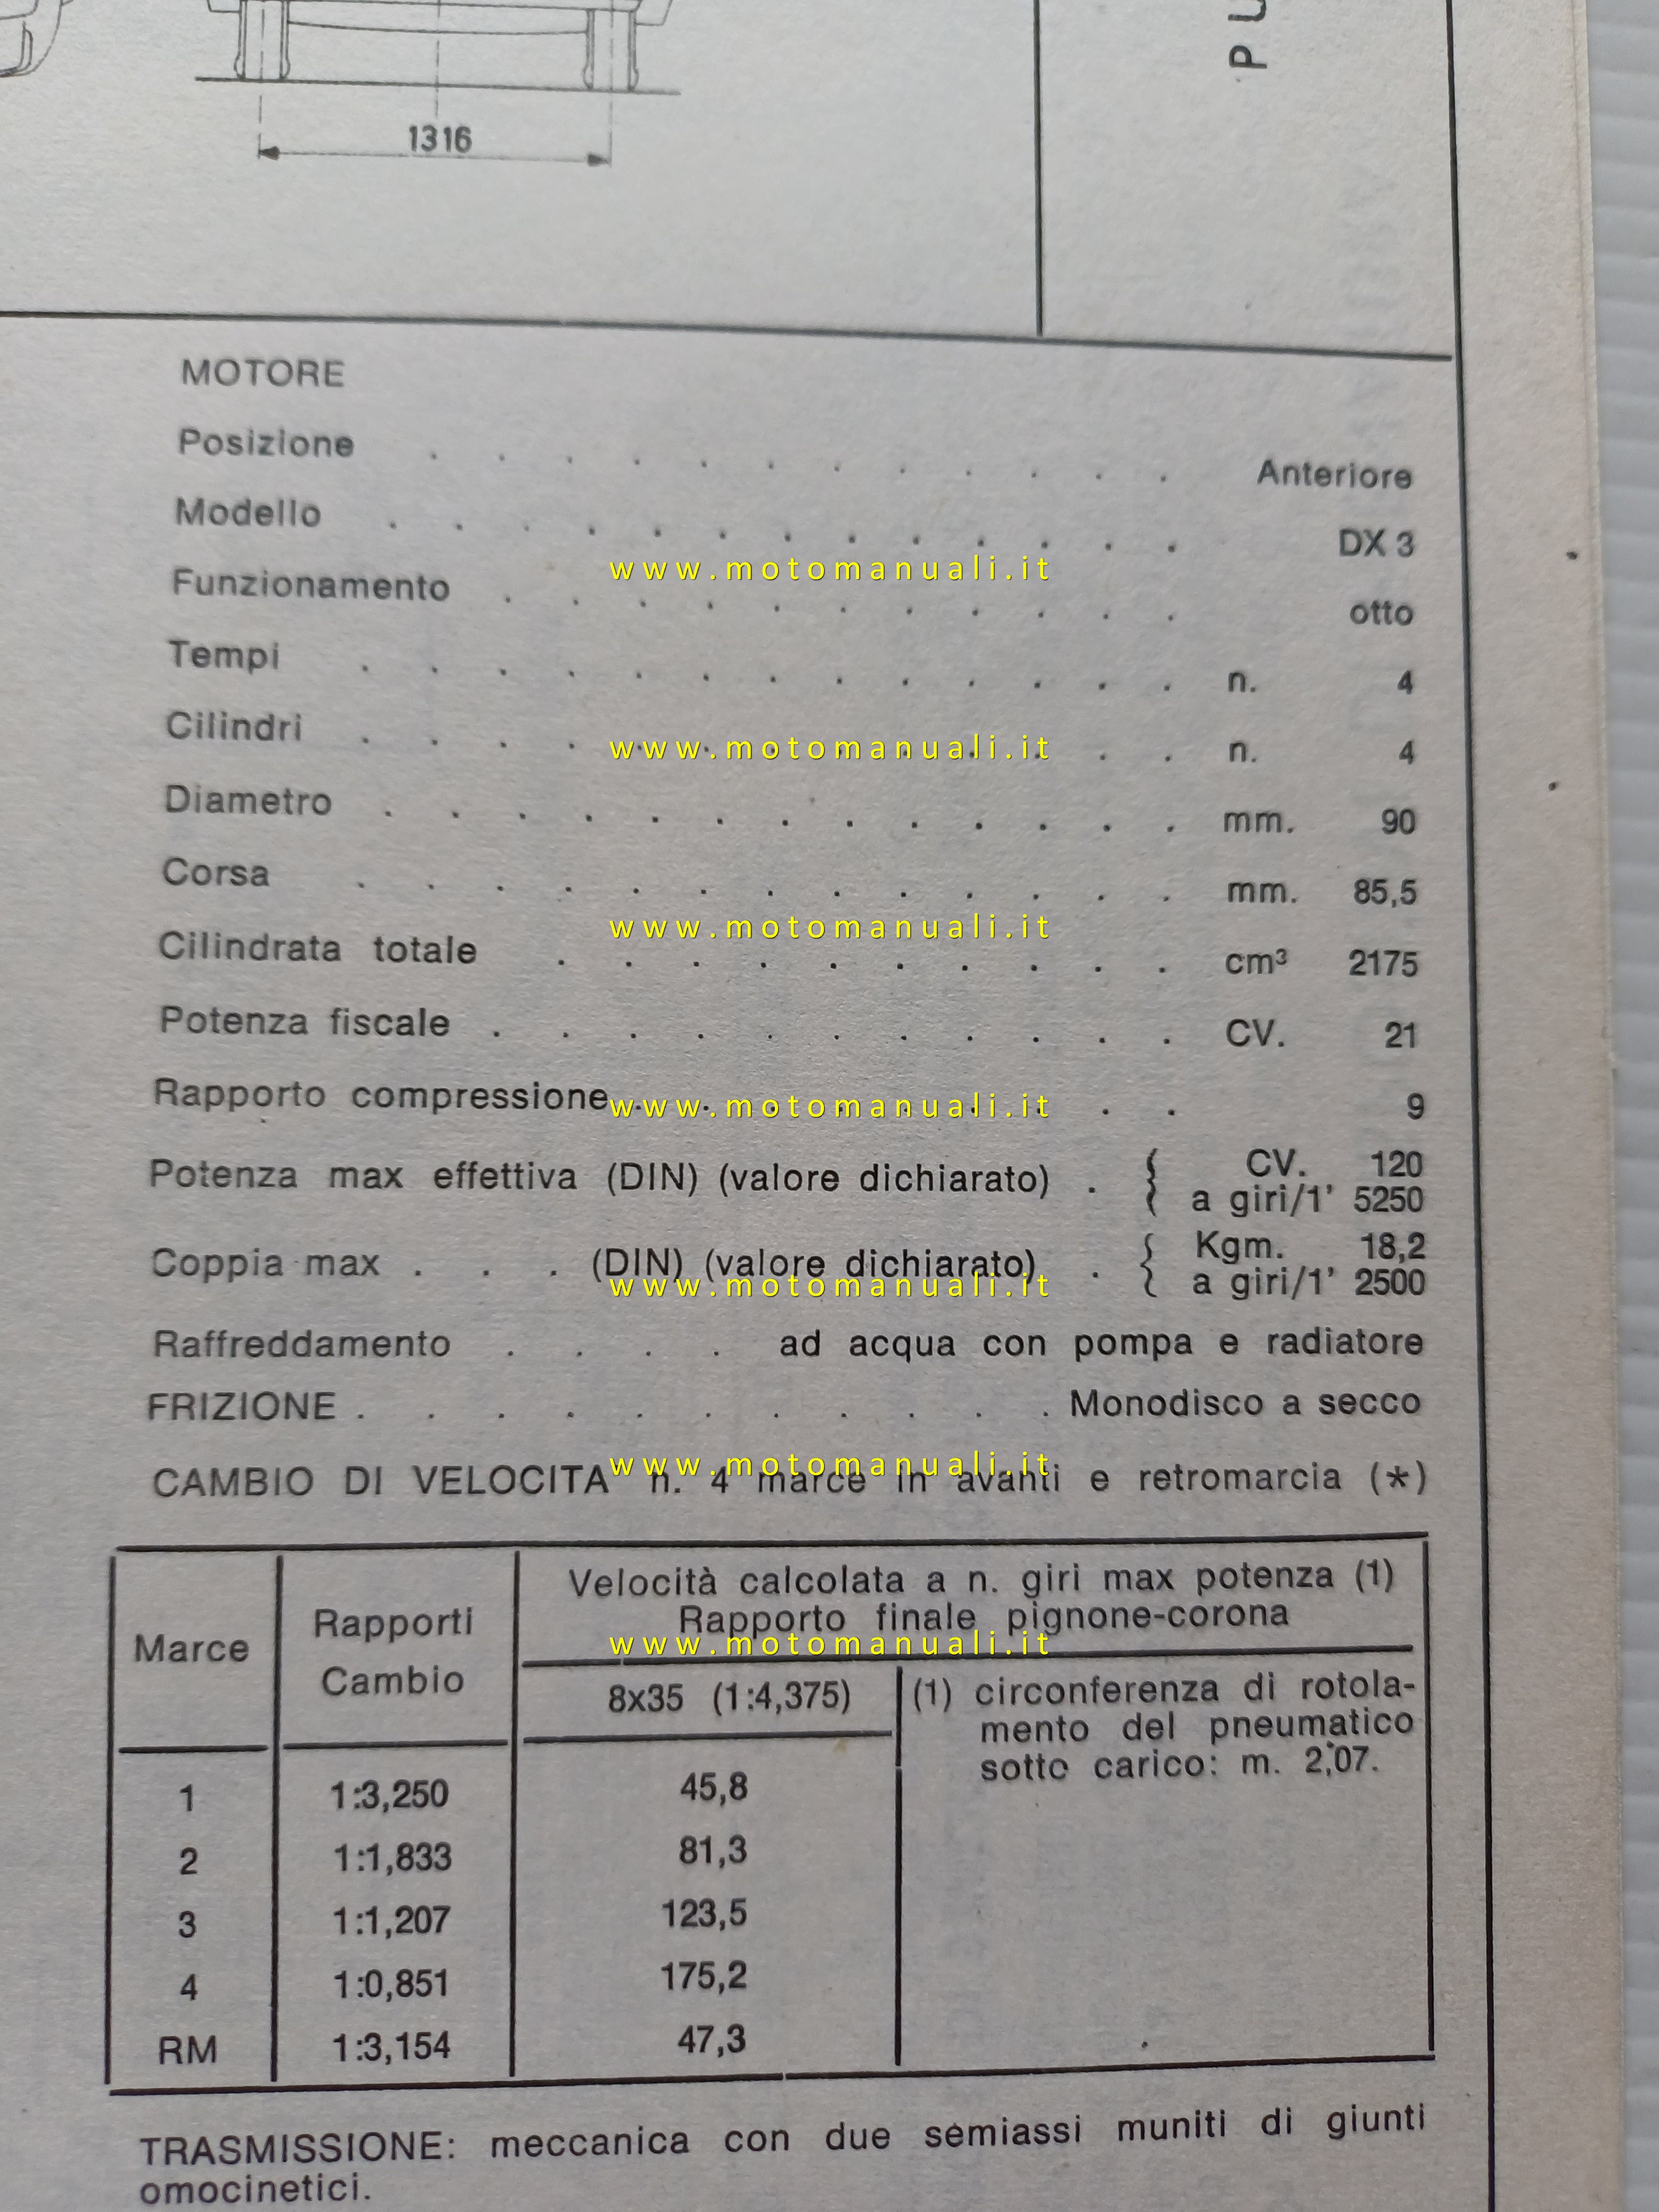 1316
PU
MOTORE
Posizione . . . . . . . . . . . . Anteriore
Modello . . . . . . . . . . . . . DX 3
www.motomanuali.it
Funzionamento . . . . . . . . . . . otto
Tempi . . . . . . . . . . . . . n. 4
Cilindri . . . . . . . . . . . . . n. 4
www.motomanuali.it
Diametro . . . . . . . . . . . . . mm. 90
Corsa . . . . . . . . . . . . . mm. 85,5
www.motomanuali.it
Cilindrata totale . . . . . . . . . . cm³ 2175
Potenza fiscale . . . . . . . . . . . CV. 21
Rapporto compressione . . . . . . . . . 9
www.motomanuali.it
Potenza max effettiva (DIN) (valore dichiarato) . { CV. 120
a giri/1' 5250
Coppia max . . . (DIN) (valore dichiarato) . { Kgm. 18,2
a giri/1' 2500
www.motomanuali.it
Raffreddamento . . . . ad acqua con pompa e radiatore
FRIZIONE . . . . . . . . . . . Monodisco a secco
CAMBIO DI VELOCITA' n. 4 marce in avanti e retromarcia (*)
www.motomanuali.it
Marce
Rapporti
Cambio
Velocità calcolata a n. giri max potenza (1)
Rapporto finale pignone-corona
www.motomanuali.it
8x35 (1:4,375)
(1) circonferenza di rotola-
mento del pneumatico
sotto carico: m. 2,07.
1 1:3,250 45,8
2 1:1,833 81,3
3 1:1,207 123,5
4 1:0,851 175,2
RM 1:3,154 47,3
TRASMISSIONE: meccanica con due semiassi muniti di giunti
omocinetici.